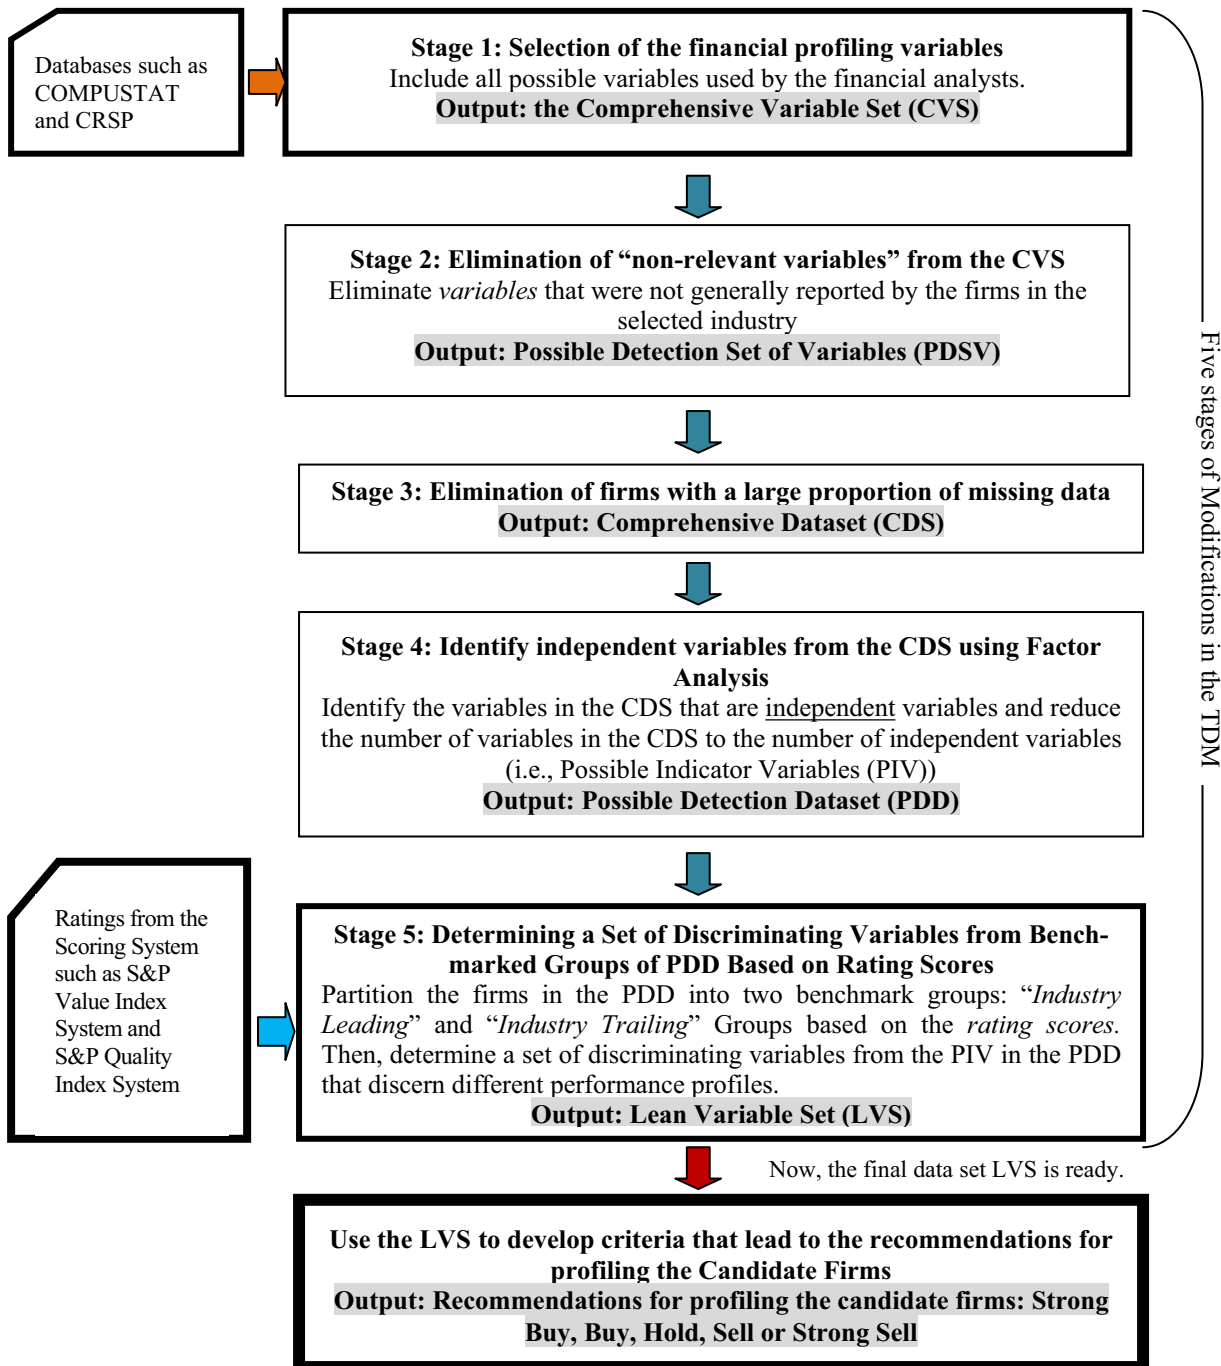 Databases such as
COMPUSTAT
and CRSP
Stage 1: Selection of the financial profiling variables
Include all possible variables used by the financial analysts.
Output: the Comprehensive Variable Set (CVS)
Stage 2: Elimination of “non-relevant variables” from the CVS
Eliminate variables that were not generally reported by the firms in the
selected industry
Output: Possible Detection Set of Variables (PDSV)
Stage 3: Elimination of firms with a large proportion of missing data
Output: Comprehensive Dataset (CDS)
Stage 4: Identify independent variables from the CDS using Factor
Analysis
Identify the variables in the CDS that are independent variables and reduce
the number of variables in the CDS to the number of independent variables
(i.e., Possible Indicator Variables (PIV))
Output: Possible Detection Dataset (PDD)
Five stages of Modifications in the TDM
Ratings from the
Scoring System
such as S&P
Value Index
System and
S&P Quality
Index System
Stage 5: Determining a Set of Discriminating Variables from Bench-
marked Groups of PDD Based on Rating Scores
Partition the firms in the PDD into two benchmark groups: “Industry
Leading” and “Industry Trailing” Groups based on the rating scores.
Then, determine a set of discriminating variables from the PIV in the PDD
that discern different performance profiles.
Output: Lean Variable Set (LVS)
Now, the final data set LVS is ready.
Use the LVS to develop criteria that lead to the recommendations for
profiling the Candidate Firms
Output: Recommendations for profiling the candidate firms: Strong
Buy, Buy, Hold, Sell or Strong Sell